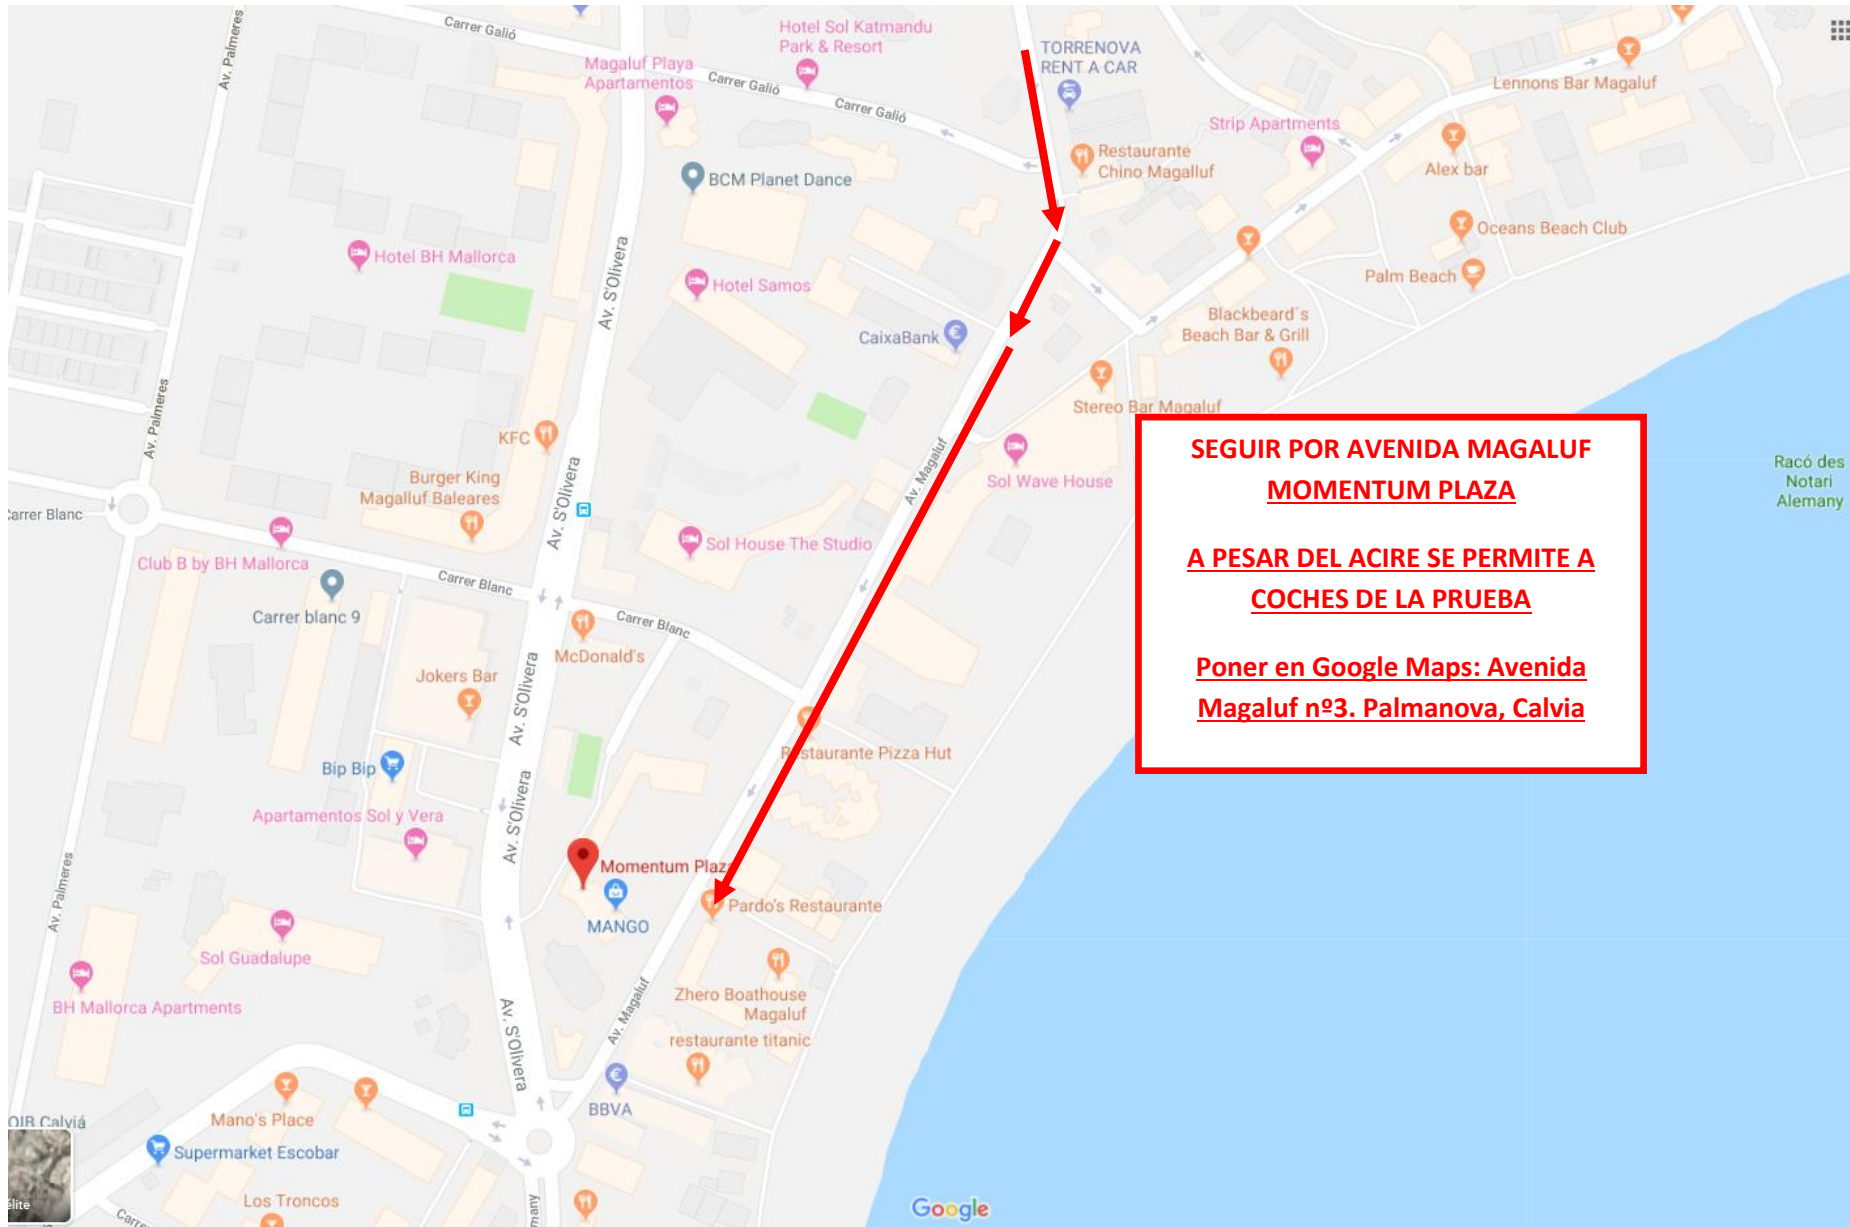 Carrer Galió
Hotel Sol Katmandu
Park & Resort
TORRENOVA
RENT A CAR
Av. Palmeres
Magaluf Playa
Apartamentos
Carrer Galió
Carrer Galió
Lennons Bar Magaluf
Strip Apartments
Restaurante
Chino Magalluf
Alex bar
BCM Planet Dance
Oceans Beach Club
Hotel BH Mallorca
Av. S'Olivera
Hotel Samos
Palm Beach
Blackbeard´s
Beach Bar & Grill
CaixaBank
Av. Palmeres
Stereo Bar Magaluf
KFC
Av. Magaluf
Sol Wave House
SEGUIR POR AVENIDA MAGALUF
MOMENTUM PLAZA
A PESAR DEL ACIRE SE PERMITE A
COCHES DE LA PRUEBA
Poner en Google Maps: Avenida
Magaluf nº3. Palmanova, Calvia
Racó des
Notari
Alemany
Burger King
Magalluf Baleares
Av. S'Olivera
Carrer Blanc
Sol House The Studio
Club B by BH Mallorca
Carrer Blanc
Carrer blanc 9
Carrer Blanc
McDonald's
Jokers Bar
Av. S'Olivera
Restaurante Pizza Hut
Bip Bip
Av. S'Olivera
Apartamentos Sol y Vera
Momentum Plaza
Av. Palmeres
MANGO
Pardo's Restaurante
Sol Guadalupe
BH Mallorca Apartments
Zhero Boathouse
Magaluf
Av. Magaluf
restaurante titanic
Av. S'Olivera
BBVA
OIB Calviá
Mano's Place
Supermarket Escobar
élite
Los Troncos
Carre
many
Google